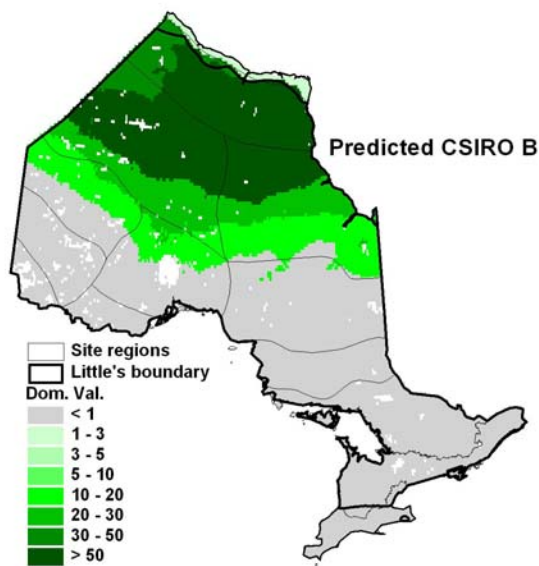 Predicted CSIRO B
Site regions
Little's boundary
Dom. Val.
< 1
1 - 3
3 - 5
5 - 10
10 - 20
20 - 30
30 - 50
> 50